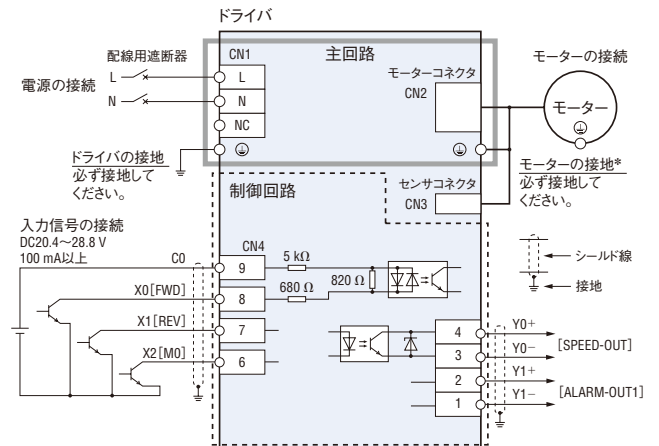 ドライバ
主回路
配線用遮断器
CN1
電源の接続
L
L
N
N
NC
モーターコネクタ
CN2
モーターの接続
モーター
ドライバの接地
必ず接地して
ください。
モーターの接地*
必ず接地して
ください。
制御回路
センサコネクタ
CN3
入力信号の接続
DC20.4～28.8 V
100 mA以上
CN4
C0
9
5 kΩ
820 Ω
X0[FWD]
8
680 Ω
X1[REV]
7
X2[M0]
6
シールド線
接地
4
Y0+
3
Y0−
[SPEED-OUT]
2
Y1+
1
Y1−
[ALARM-OUT1]